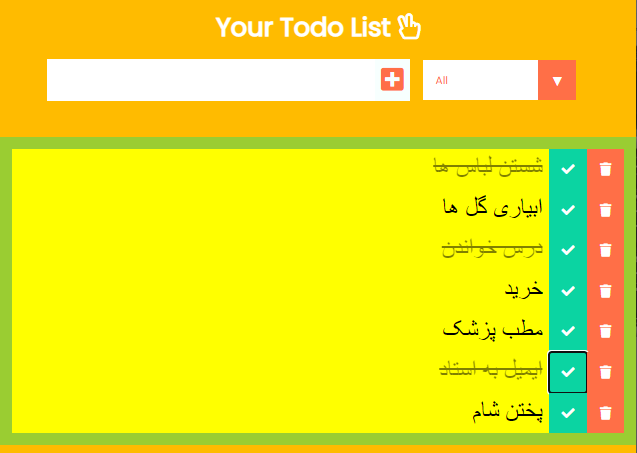 Your Todo List
All
شستن لباس ها
ابیاری گل ها
درس خواندن
خرید
مطب پزشک
ایمیل به استاد
پختن شام